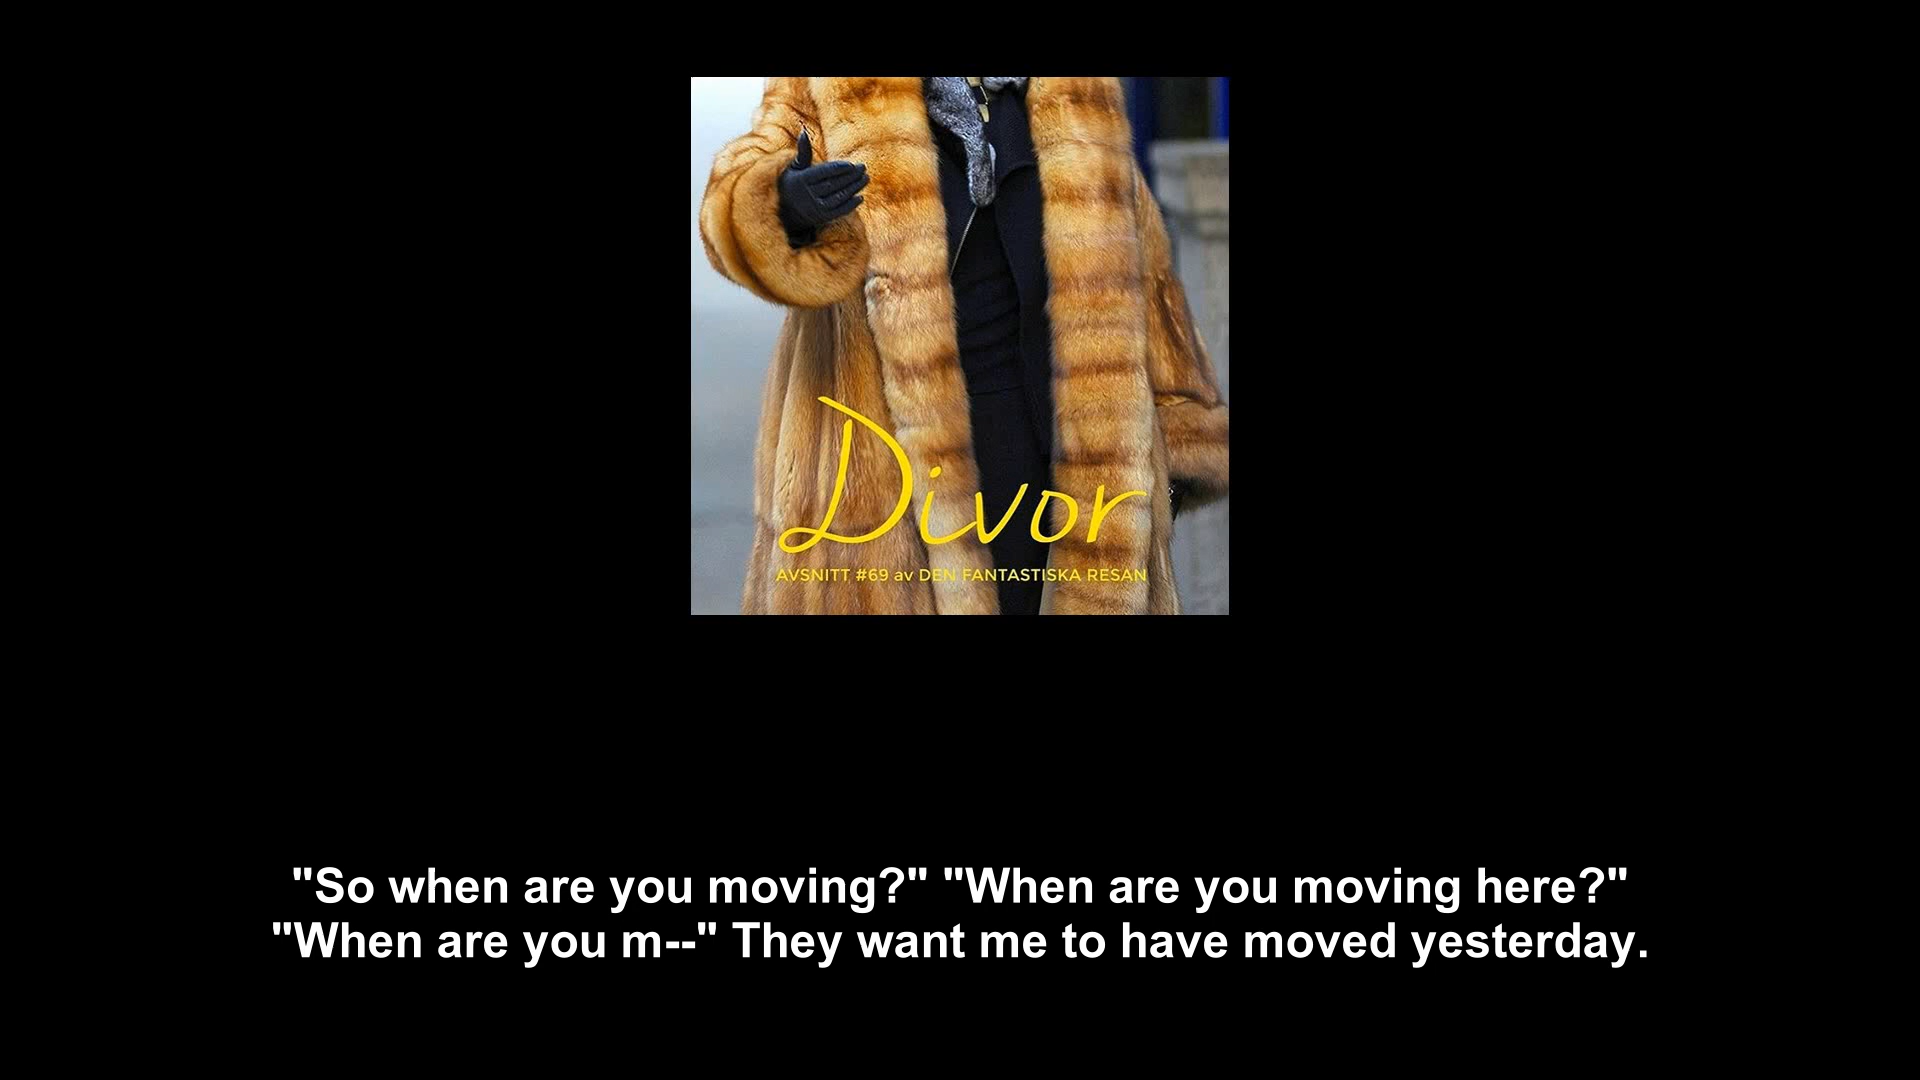 Divor
AVSNITT #69 av DEN FANTASTISKA RESAN
"So when are you moving?" "When are you moving here?"
"When are you m--" They want me to have moved yesterday.